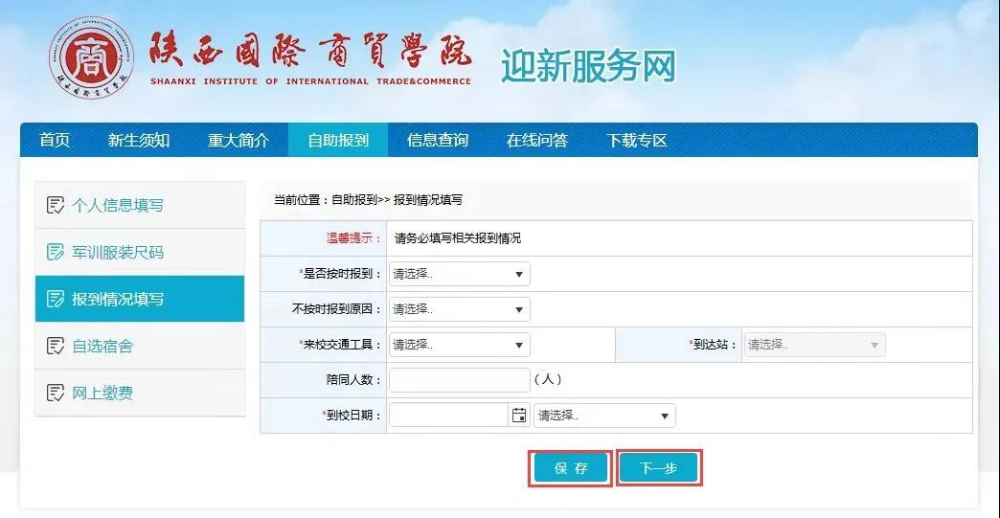 陕西國際商貿學院
SHAANXI INSTITUTE OF INTERNATIONAL TRADE&COMMERCE
迎新服务网
首页 新生须知 重大简介 自助报到 信息查询 在线问答 下载专区
个人信息填写
军训服装尺码
报到情况填写
自选宿舍
网上缴费
当前位置：自助报到>> 报到情况填写
温馨提示： 请务必填写相关报到情况
*是否按时报到： 请选择..
不按时报到原因： 请选择..
*来校交通工具： 请选择.. *到达站： 请选择..
陪同人数： （人）
*到校日期： 请选择..
保 存 下一步